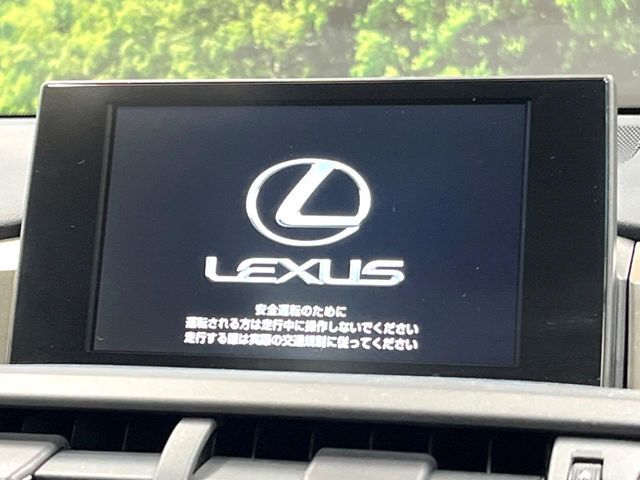 LEXUS
安全運転のために
運転される方は走行中に操作しないでください
走行する際は実際の交通規制に従ってください